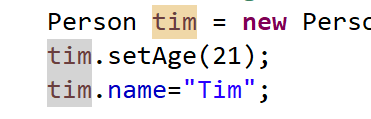 Person tim = new Perso
tim.setAge(21);
tim.name="Tim";